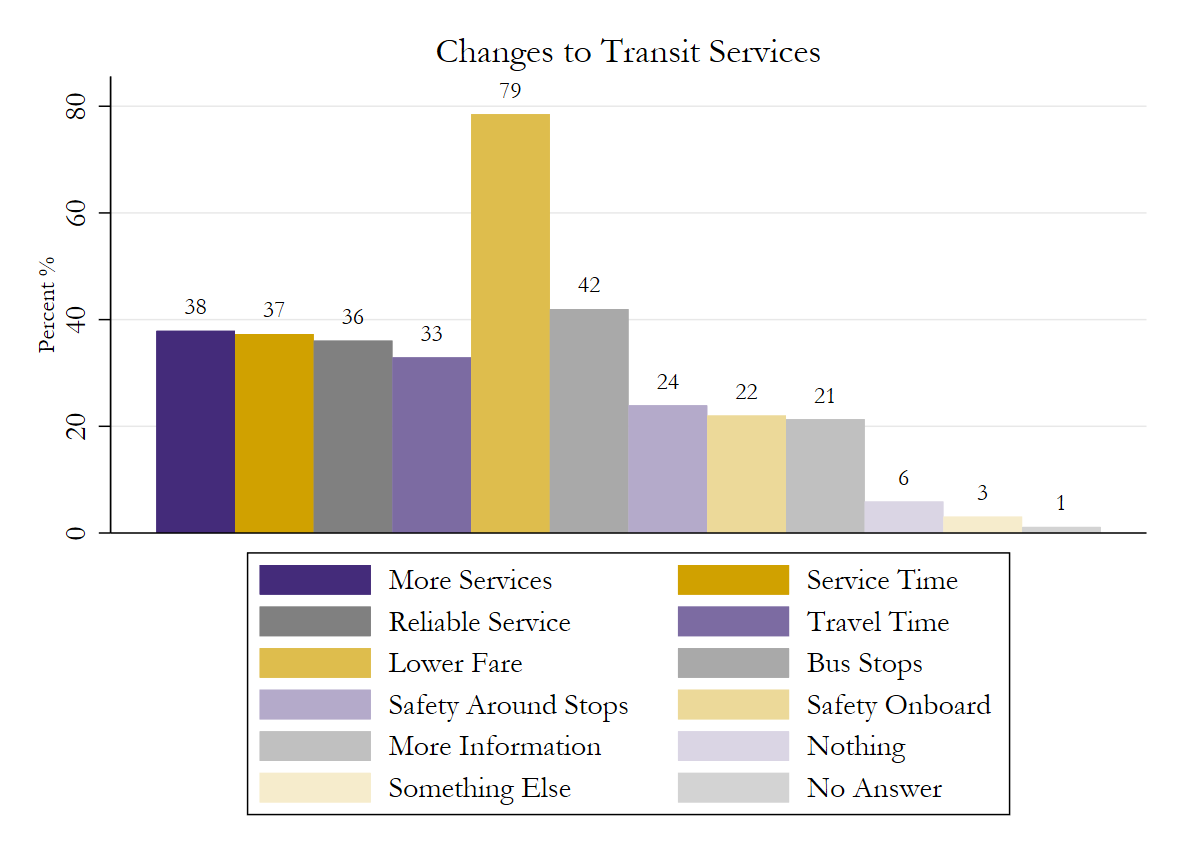 Changes to Transit Services
Percent %
80
60
40
20
0
38
37
36
33
79
42
24
22
21
6
3
1
More Services
Service Time
Reliable Service
Travel Time
Lower Fare
Bus Stops
Safety Around Stops
Safety Onboard
More Information
Nothing
Something Else
No Answer